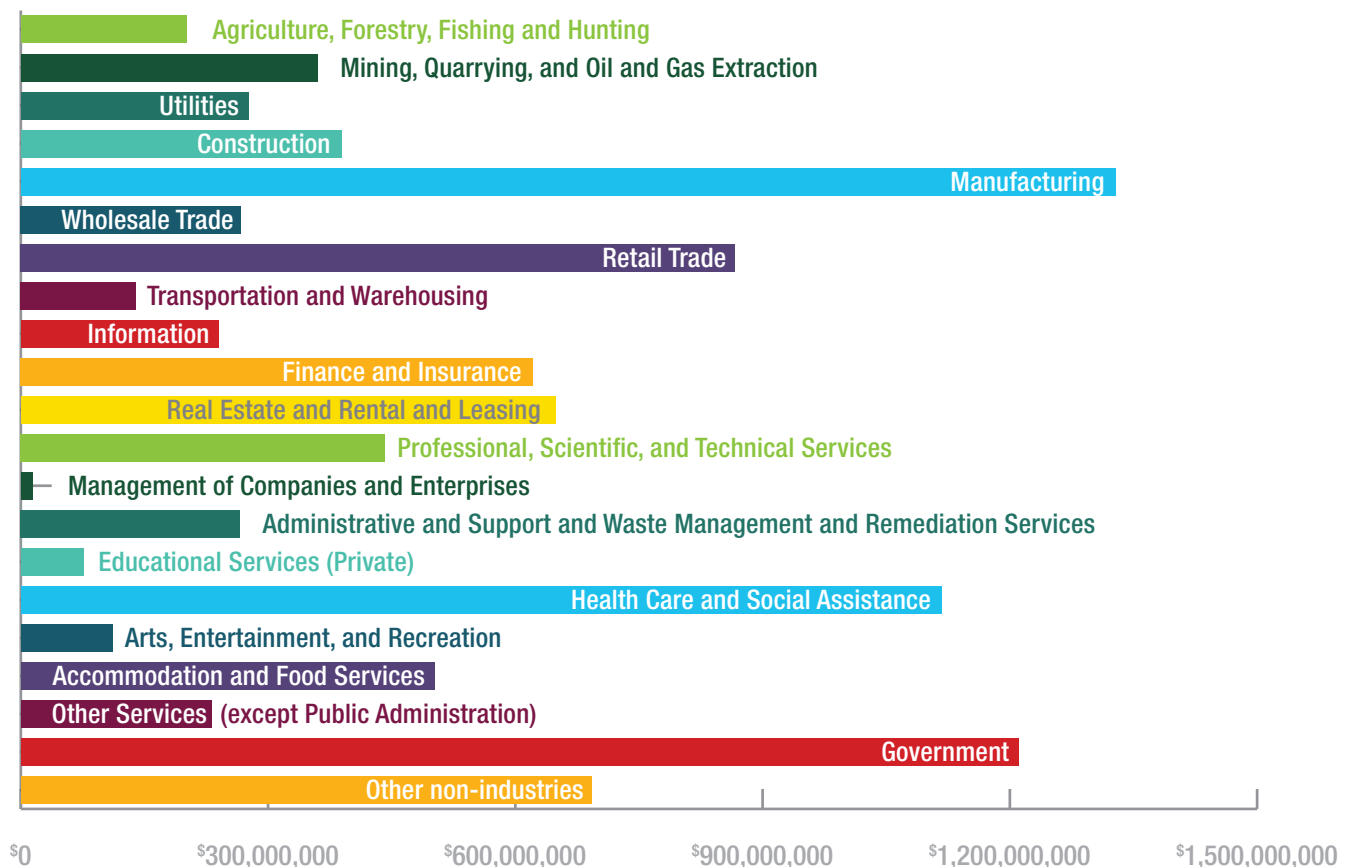 Agriculture, Forestry, Fishing and Hunting
Mining, Quarrying, and Oil and Gas Extraction
Utilities
Construction
Manufacturing
Wholesale Trade
Retail Trade
Transportation and Warehousing
Information
Finance and Insurance
Real Estate and Rental and Leasing
Professional, Scientific, and Technical Services
Management of Companies and Enterprises
Administrative and Support and Waste Management and Remediation Services
Educational Services (Private)
Health Care and Social Assistance
Arts, Entertainment, and Recreation
Accommodation and Food Services
Other Services (except Public Administration)
Government
Other non-industries
$0 $300,000,000 $600,000,000 $900,000,000 $1,200,000,000 $1,500,000,000